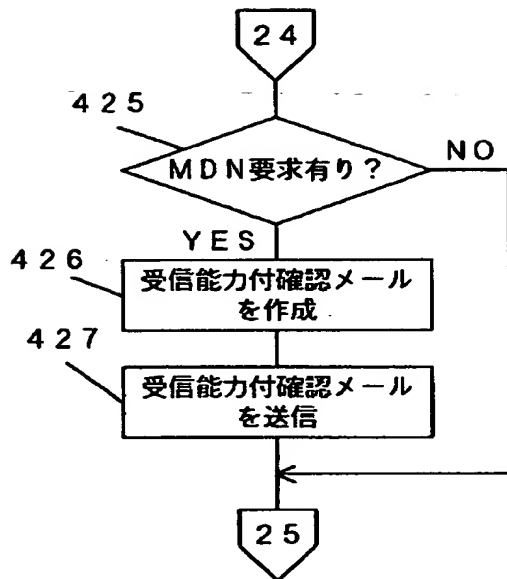 ２４
４２５
ＭＤＮ要求有り？
ＮＯ
ＹＥＳ
４２６
受信能力付確認メール
を作成
４２７
受信能力付確認メール
を送信
２５